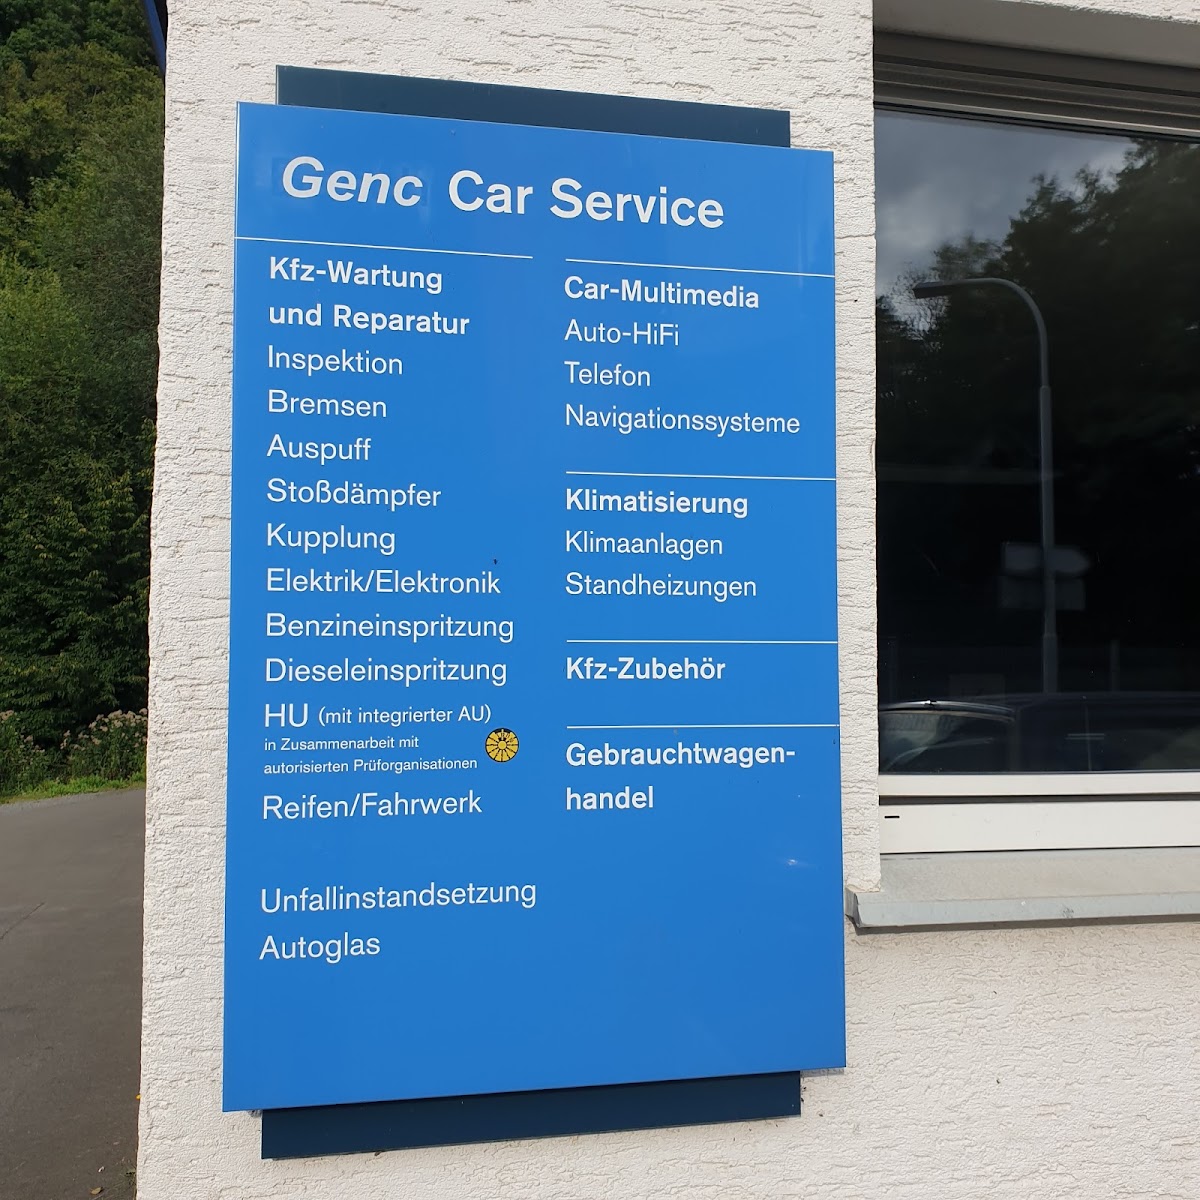 Genc Car Service
Kfz-Wartung
und Reparatur
Inspektion
Bremsen
Auspuff
Stoßdämpfer
Kupplung
Elektrik/Elektronik
Benzineinspritzung
Dieseleinspritzung
HU (mit integrierter AU)
in Zusammenarbeit mit
autorisierten Prüforganisationen
Reifen/Fahrwerk
Unfallinstandsetzung
Autoglas
Car-Multimedia
Auto-HiFi
Telefon
Navigationssysteme
Klimatisierung
Klimaanlagen
Standheizungen
Kfz-Zubehör
Gebrauchtwagen-
handel